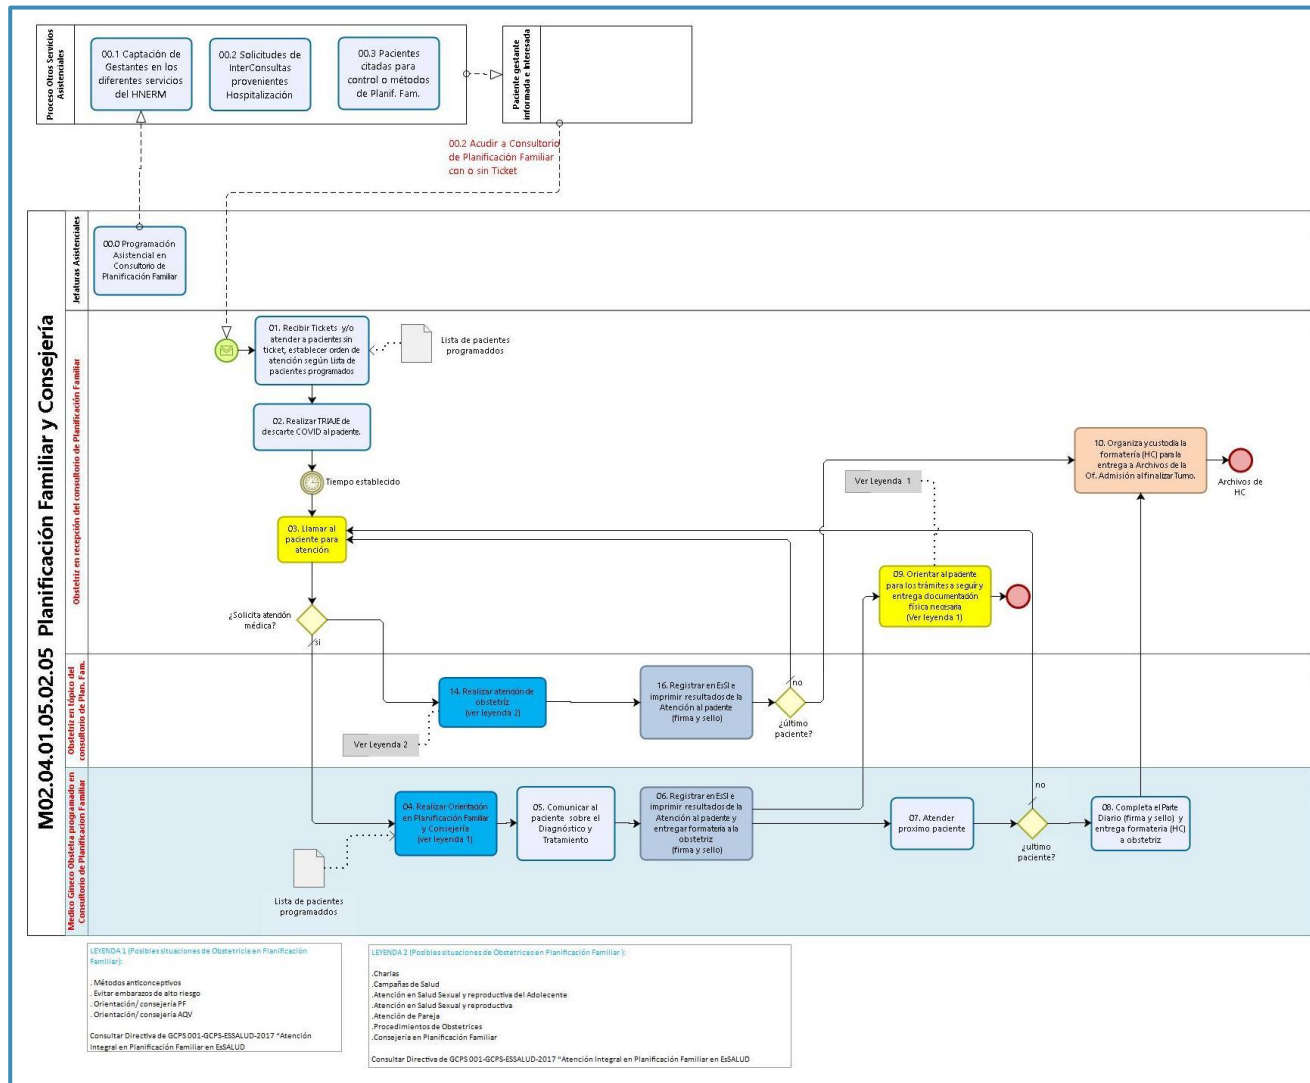 Proceso Otros Servicios
Asistenciales
00.1 Captación de
Gestantes en los
diferentes servicios
del HNERM
00.2 Solicitudes de
InterConsultas
provenientes
Hospitalización
00.3 Pacientes
citadas para
control o métodos
de Planif. Fam.
Paciente gestante
informada e Interesada
00.2 Acudir a Consultorio
de Planificación Familiar
con o sin Ticket
M02.04.01.05.02.05 Planificación Familiar y Consejería
Jefaturas Asistenciales
00.0 Programación
Asistencial en
Consultorio de
Planificación Familiar
Obstetriz en recepción del consultorio de Planificación Familiar
01. Recibir Tickets y/o
atender a pacientes sin
ticket, establecer orden de
atención según Lista de
pacientes programados
Lista de pacientes
programaddos
02. Realizar TRIAJE de
descarte COVID al paciente.
Tiempo establecido
03. Llamar al
paciente para
atención
¿Solicita atención
médica?
si
Ver Leyenda 1
09. Orientar al paciente
para los trámites a seguir y
entrega documentación
física necesaria
(Ver leyenda 1)
10. Organiza y custodia la
formatería (HC) para la
entrega a Archivos de la
Of. Admisión al finalizar Turno.
Archivos de
HC
Obstetriz en tópico del
consultorio de Plan. Fam.
14. Realizar atención de
obstetriz
(ver leyenda 2)
Ver Leyenda 2
16. Registrar en EsSI e
imprimir resultados de la
Atención al paciente
(firma y sello)
no
¿último
paciente?
Medico Gineco Obstetra programado en
Consultorio de Planificacion Familiar
04. Realizar Orientación
en Planificación Familiar
y Consejería
(ver leyenda 1)
Lista de pacientes
programaddos
05. Comunicar al
paciente sobre el
Diagnóstico y
Tratamiento
06. Registrar en EsSI e
imprimir resultados de la
Atención al paciente y
entregar formateria a la
obstetriz
(firma y sello)
07. Atender
proximo paciente
no
¿ultimo
paciente?
08. Completa el Parte
Diario (firma y sello) y
entrega formateria (HC)
a obstetriz
LEYENDA 1 (Posibles situaciones de Obstetricia en Planificación
Familiar):
. Métodos anticonceptivos
. Evitar embarazos de alto riesgo
. Orientación/ consejería PF
. Orientación/ consejería AQV
Consultar Directiva de GCPS 001-GCPS-ESSALUD-2017 "Atención
Integral en Planificación Familiar en EsSALUD
LEYENDA 2 (Posibles situaciones de Obstetrices en Planificación Familiar ):
.Charlas
.Campañas de Salud
.Atención en Salud Sexual y reproductiva del Adolecente
.Atención en Salud Sexual y reproductiva
.Atención de Pareja
.Procedimientos de Obstetrices
.Consejería en Planificación Familiar
Consultar Directiva de GCPS 001-GCPS-ESSALUD-2017 "Atención Integral en Planificación Familiar en EsSALUD